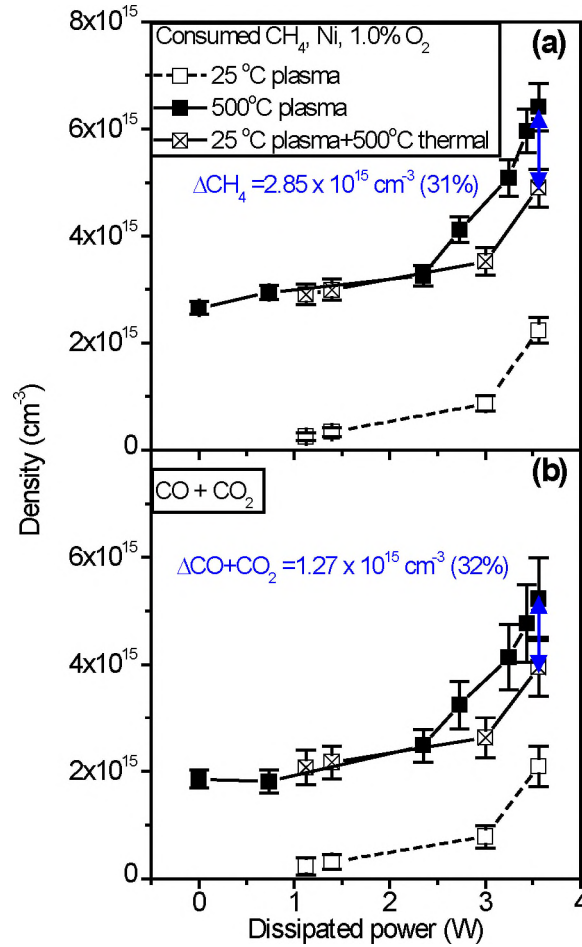 8x10¹⁵
Consumed CH₄, Ni, 1.0% O₂
(a)
25 °C plasma
500°C plasma
25 °C plasma+500°C thermal
6x10¹⁵
ΔCH₄ =2.85 x 10¹⁵ cm⁻³ (31%)
4x10¹⁵
2x10¹⁵
0
Density (cm⁻³)
(b)
CO + CO₂
6x10¹⁵
ΔCO+CO₂ =1.27 x 10¹⁵ cm⁻³ (32%)
4x10¹⁵
2x10¹⁵
0
0 1 2 3 4
Dissipated power (W)